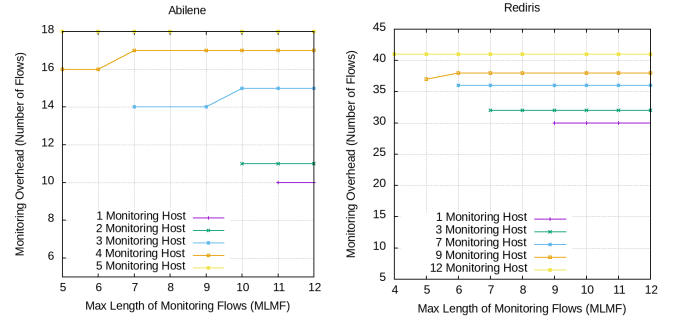 Abilene
Monitoring Overhead (Number of Flows)
18
16
14
12
10
8
6
1 Monitoring Host
2 Monitoring Host
3 Monitoring Host
4 Monitoring Host
5 Monitoring Host
5 6 7 8 9 10 11 12
Max Length of Monitoring Flows (MLMF)
Rediris
Monitoring Overhead (Number of Flows)
45
40
35
30
25
20
15
10
5
1 Monitoring Host
3 Monitoring Host
7 Monitoring Host
9 Monitoring Host
12 Monitoring Host
4 5 6 7 8 9 10 11 12
Max Length of Monitoring Flows (MLMF)